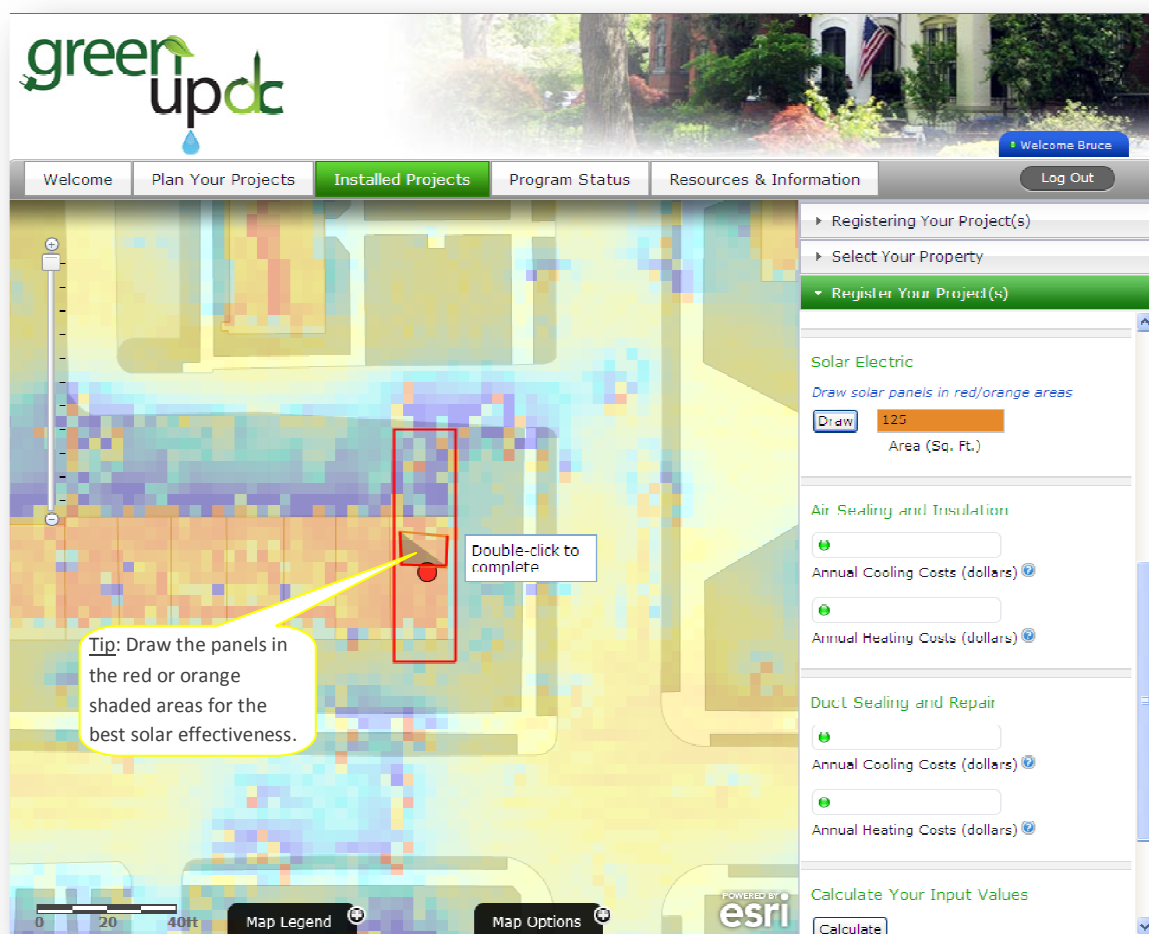 green
updc
Welcome Bruce
Welcome
Plan Your Projects
Installed Projects
Program Status
Resources & Information
Log Out
Registering Your Project(s)
Select Your Property
Register Your Project(s)
Solar Electric
Draw solar panels in red/orange areas
Draw
125
Area (Sq. Ft.)
Air Sealing and Insulation
Annual Cooling Costs (dollars)
Annual Heating Costs (dollars)
Duct Sealing and Repair
Annual Cooling Costs (dollars)
Annual Heating Costs (dollars)
Calculate Your Input Values
Calculate
Double-click to
complete
Tip: Draw the panels in
the red or orange
shaded areas for the
best solar effectiveness.
0 20 40ft
Map Legend
Map Options
POWERED BY
esri